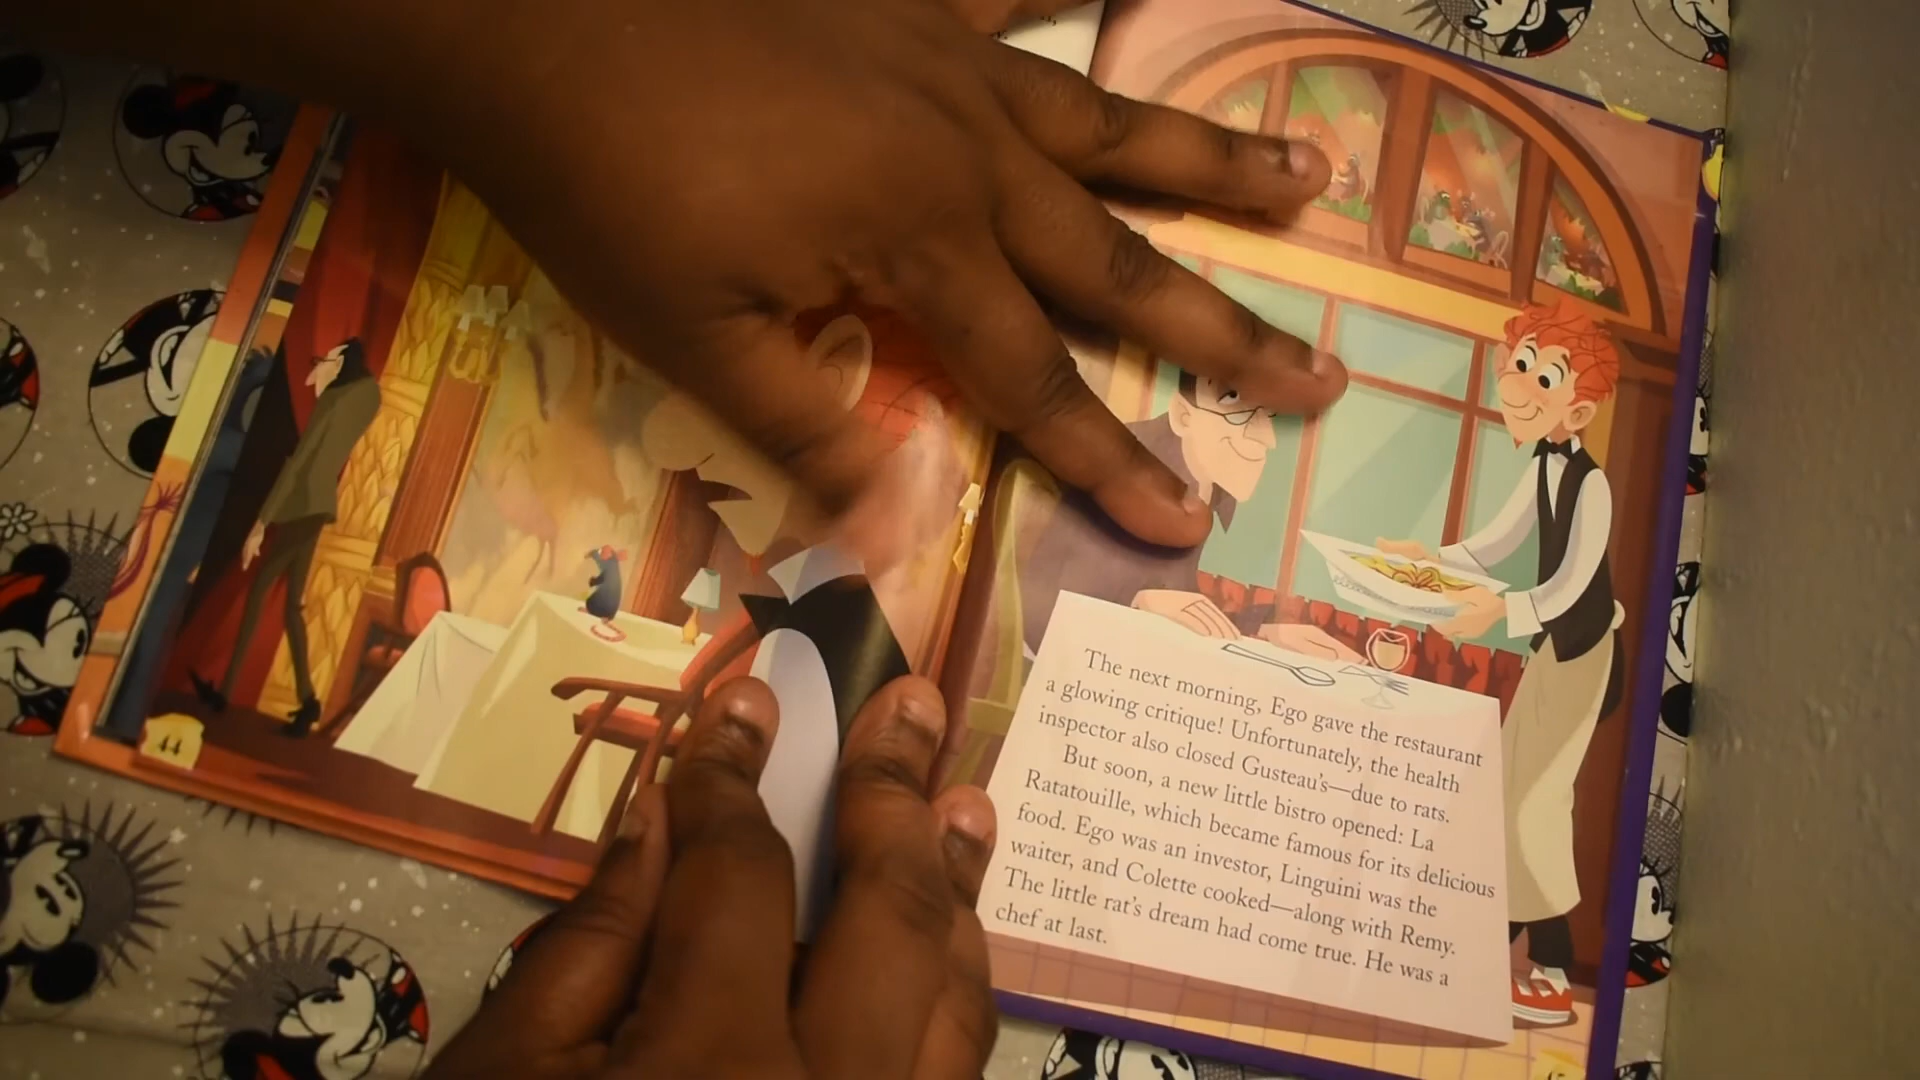 44
The next morning, Ego gave the restaurant
a glowing critique! Unfortunately, the health
inspector also closed Gusteau's—due to rats.
But soon, a new little bistro opened: La
Ratatouille, which became famous for its delicious
food. Ego was an investor, Linguini was the
waiter, and Colette cooked—along with Remy.
The little rat's dream had come true. He was a
chef at last.